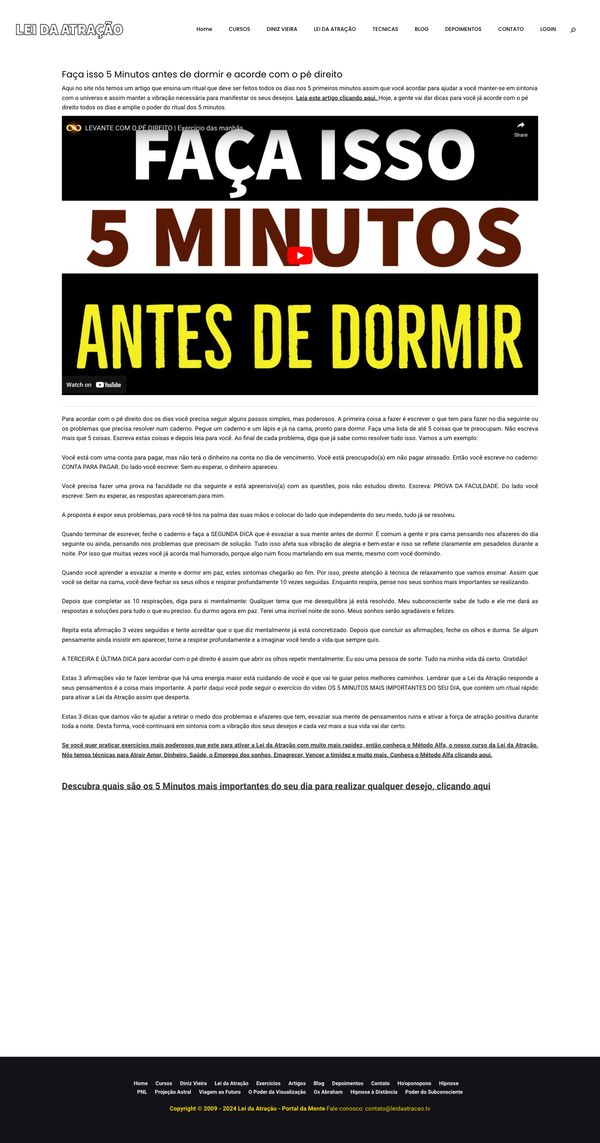 LEI DA ATRAÇÃO
Home CURSOS DINIZ VIEIRA LEI DA ATRAÇÃO TECNICAS BLOG DEPOIMENTOS CONTATO LOGIN
Faça isso 5 Minutos antes de dormir e acorde com o pé direito
Aqui no site nós temos um artigo que ensina um ritual que deve ser feitos todos os dias nos 5 primeiros minutos assim que você acordar para ajudar a você manter-se em sintonia
com o universo e assim manter a vibração necessária para manifestar os seus desejos. Leia este artigo clicando aqui. Hoje, a gente vai dar dicas para você já acorde com o pé
direito todos os dias e amplie o poder do ritual dos 5 minutos
LEVANTE COM O PÉ DIREITO | Exercício das manhãs
Share
FAÇA ISSO
5 MINUTOS
ANTES DE DORMIR
Watch on YouTube
Para acordar com o pé direito dos os dias você precisa seguir alguns passos simples, mas poderosos. A primeira coisa a fazer é escrever o que tem para fazer no dia seguinte ou
os problemas que precisa resolver num caderno. Pegue um caderno e um lápis e já na cama, pronto para dormir. Faça uma lista de até 5 coisas que te preocupam. Não escreva
mais que 5 coisas. Escreva estas coisas e depois leia para você. Ao final de cada problema, diga que já sabe como resolver tudo isso. Vamos a um exemplo:
Você está com uma conta para pagar, mas não terá o dinheiro na conta no dia de vencimento. Você está preocupado(a) em não pagar atrasado. Então você escreve no caderno:
CONTA PARA PAGAR. Do lado você escreve: Sem eu esperar, o dinheiro apareceu.
Você precisa fazer uma prova na faculdade no dia seguinte e está apreensivo(a) com as questões, pois não estudou direito. Escreva: PROVA DA FACULDADE. Do lado você
escreve: Sem eu esperar, as respostas apareceram para mim.
A proposta é expor seus problemas, para você tê-los na palma das suas mãos e colocar do lado que independente do seu medo, tudo já se resolveu.
Quando terminar de escrever, feche o caderno e faça a SEGUNDA DICA que é esvaziar a sua mente antes de dormir. É comum a gente ir pra cama pensando nos afazeres do dia
seguinte ou ainda, pensando nos problemas que precisam de solução. Tudo isso afeta sua vibração de alegria e bem-estar e isso se reflete claramente em pesadelos durante a
noite. Por isso que muitas vezes você já acorda mal humorado, porque algo ruim ficou martelando em sua mente, mesmo com você dormindo.
Quando você aprender a esvaziar a mente e dormir em paz, estes sintomas chegarão ao fim. Por isso, preste atenção à técnica de relaxamento que vamos ensinar. Assim que
você se deitar na cama, você deve fechar os seus olhos e respirar profundamente 10 vezes seguidas. Enquanto respira, pense nos seus sonhos mais importantes se realizando.
Depois que completar as 10 respirações, diga para si mentalmente: Qualquer tema que me desequilibra já está resolvido. Meu subconsciente sabe de tudo e ele me dará as
respostas e soluções para tudo o que eu preciso. Eu durmo agora em paz. Terei uma incrível noite de sono. Meus sonhos serão agradáveis e felizes.
Repita esta afirmação 3 vezes seguidas e tente acreditar que o que diz mentalmente já está concretizado. Depois que concluir as afirmações, feche os olhos e durma. Se algum
pensamente ainda insistir em aparecer, torne a respirar profundamente e a imaginar você tendo a vida que sempre quis.
A TERCEIRA E ÚLTIMA DICA para acordar com o pé direito é assim que abrir os olhos repetir mentalmente: Eu sou uma pessoa de sorte. Tudo na minha vida dá certo. Gratidão!
Estas 3 afirmações vão te fazer lembrar que há uma energia maior está cuidando de você e que vai te guiar pelos melhores caminhos. Lembrar que a Lei da Atração responde a
seus pensamentos é a coisa mais importante. A partir daqui você pode seguir o exercício do vídeo OS 5 MINUTOS MAIS IMPORTANTES DO SEU DIA, que contém um ritual rápido
para ativar a Lei da Atração assim que desperta.
Estas 3 dicas que damos vão te ajudar a retirar o medo dos problemas e afazeres que tem, esvaziar sua mente de pensamentos ruins e ativar a força de atração positiva durante
toda a noite. Desta forma, você continuará em sintonia com a vibração dos seus desejos e cada vez mais a sua vida vai dar certo.
Se você quer praticar exercícios mais poderosos que este para ativar a Lei da Atração com muito mais rapidez, então conheça o Método Alfa, o nosso curso da Lei da Atração.
Nós temos técnicas para Atrair Amor, Dinheiro, Saúde, o Emprego dos sonhos, Emagrecer, Vencer a timidez e muito mais. Conheça o Método Alfa clicando aqui.
Descubra quais são os 5 Minutos mais importantes do seu dia para realizar qualquer desejo, clicando aqui
Home Cursos Diniz Vieira Lei da Atração Exercícios Artigos Blog Depoimentos Contato Ho'oponopono Hipnose
PNL Projeção Astral Viagem ao Futuro O Poder da Visualização Os Abraham Hipnose à Distância Poder do Subconsciente
Copyright © 2009 - 2024 Lei da Atração - Portal da Mente Fale conosco: contato@leidaatracao.tv